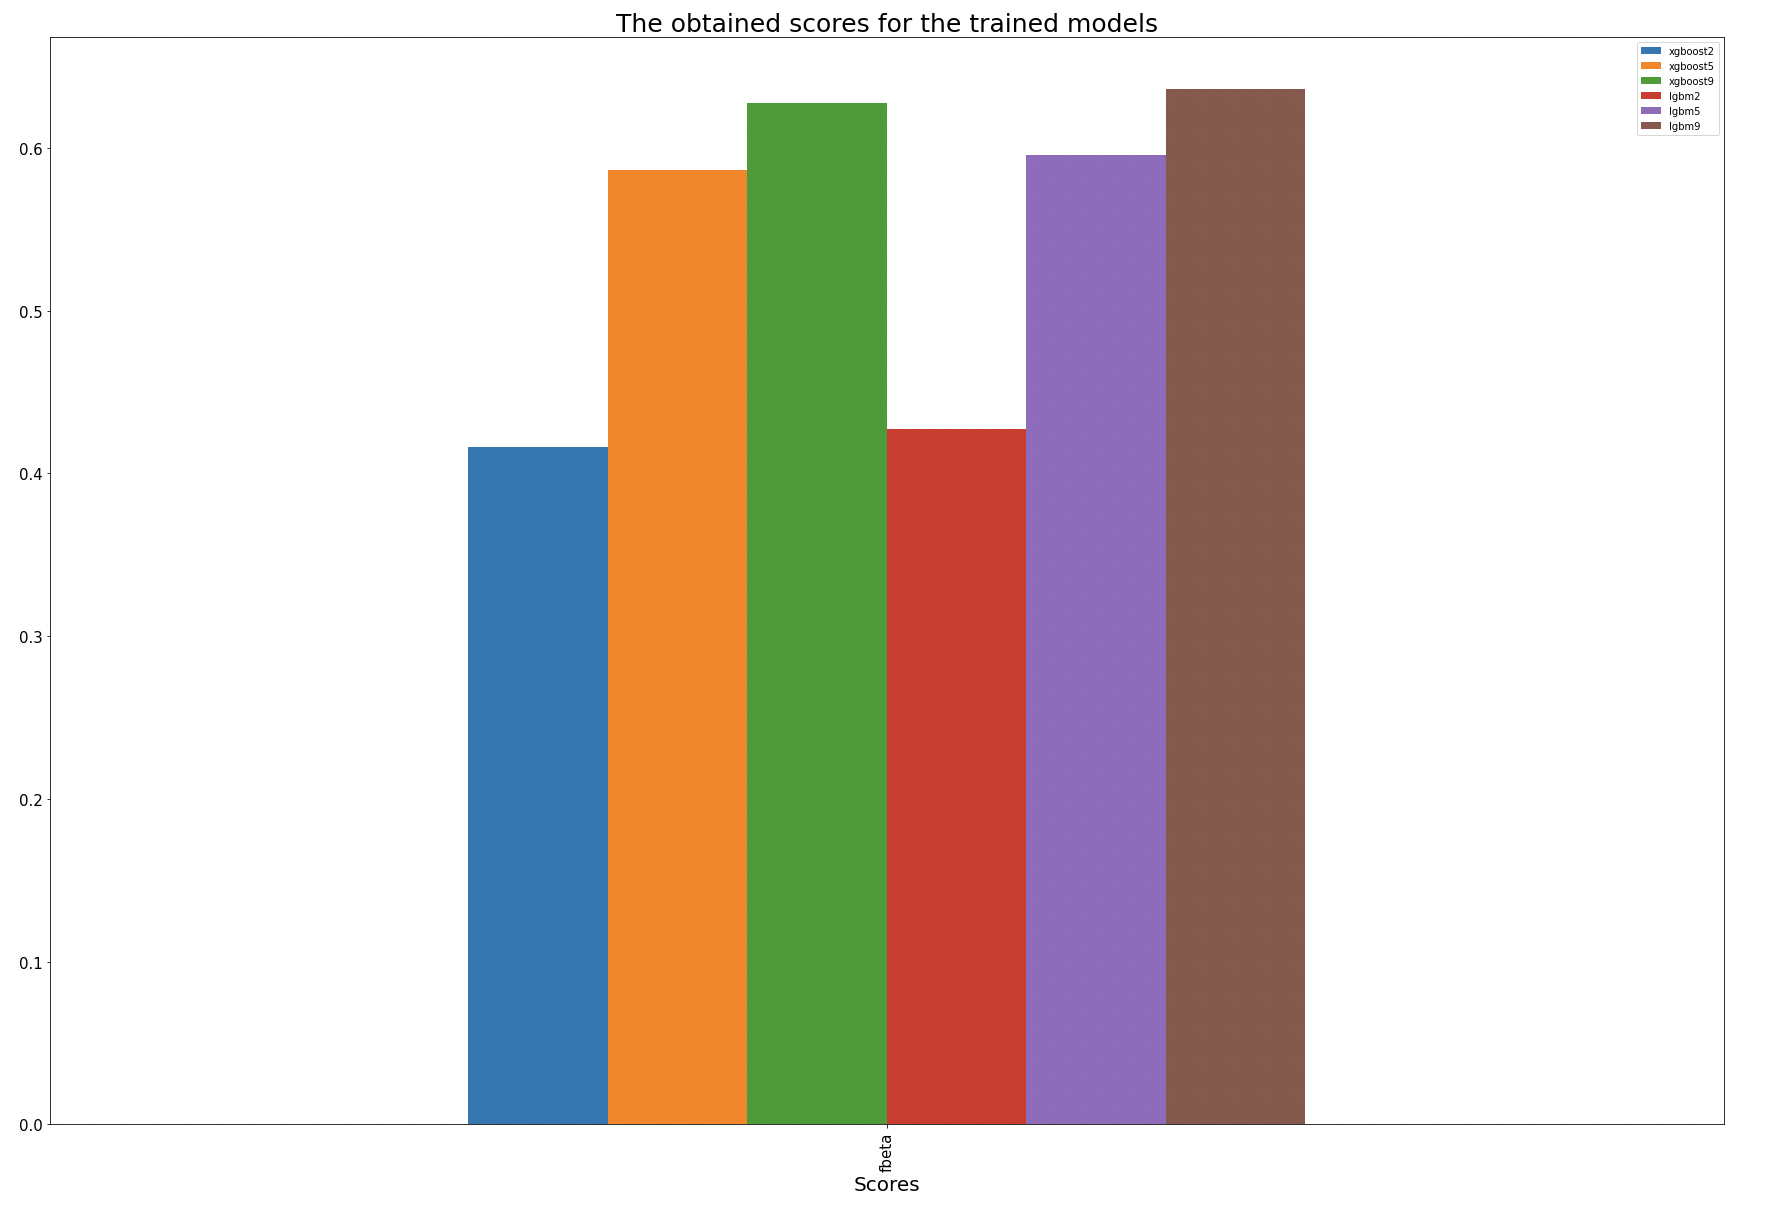 The obtained scores for the trained models
xgboost2
xgboost5
xgboost9
lgbm2
lgbm5
lgbm9
0.6
0.5
0.4
0.3
0.2
0.1
0.0
fbeta
Scores